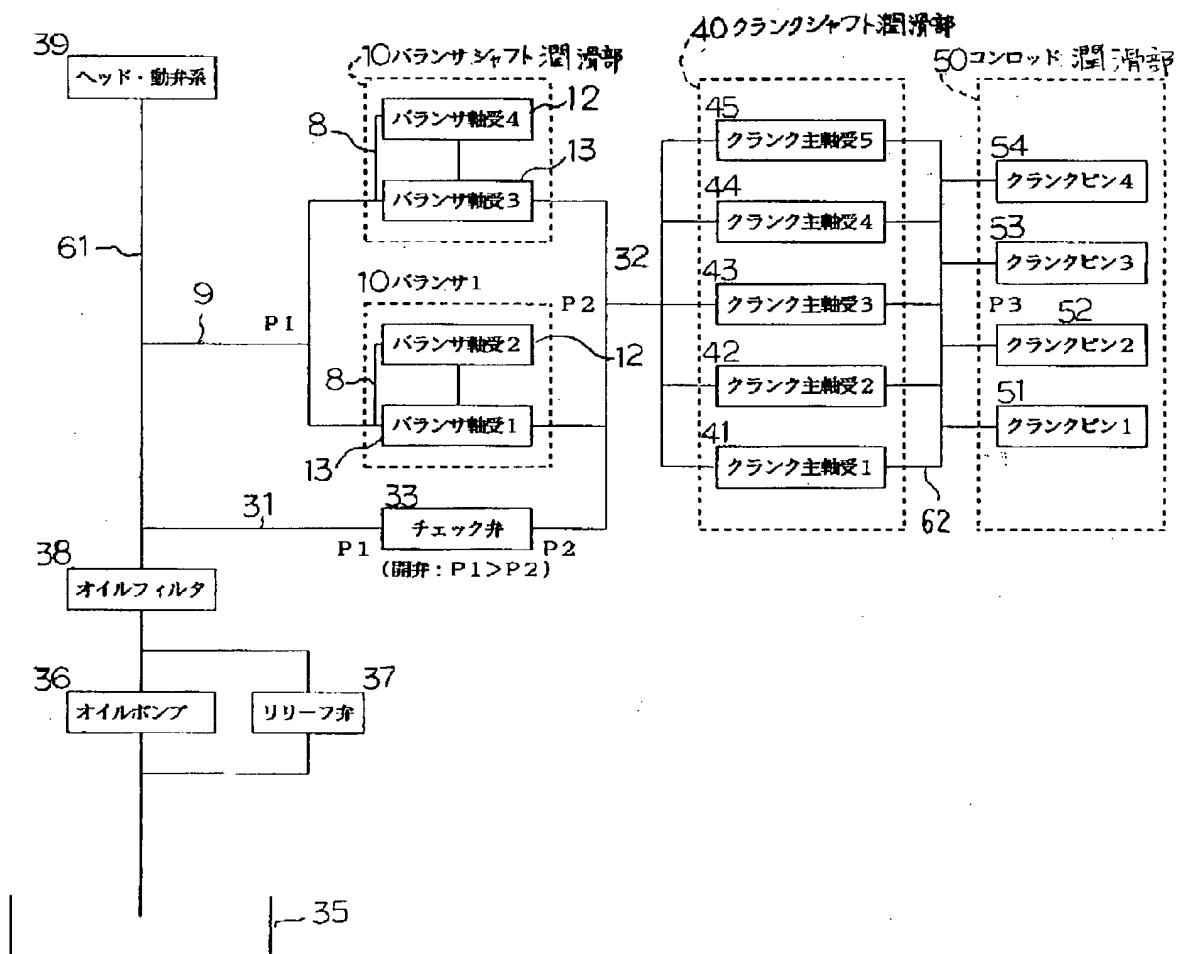 39
ヘッド・動弁系
61
9
P1
10バランサシャフト潤滑部
8
バランサ軸受4
12
13
バランサ軸受3
10バランサ1
バランサ軸受2
12
8
バランサ軸受1
13
P2
32
31
33
チェック弁
P1
P2
(開弁:P1>P2)
40クランクシャフト潤滑部
45
クランク主軸受5
44
クランク主軸受4
43
クランク主軸受3
42
クランク主軸受2
41
クランク主軸受1
62
50コンロッド潤滑部
54
クランクピン4
53
クランクピン3
P3
52
クランクピン2
51
クランクピン1
38
オイルフィルタ
36
オイルポンプ
37
リリーフ弁
35